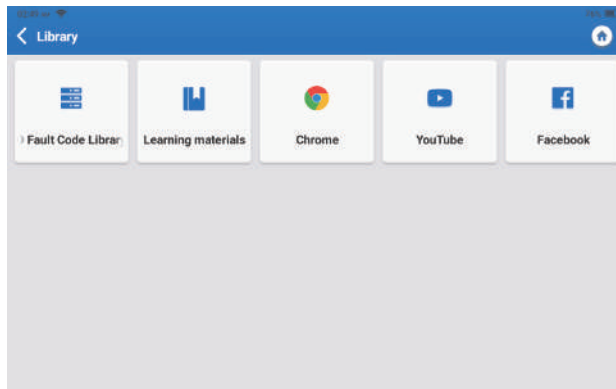 Library
Fault Code Librar
Learning materials
Chrome
YouTube
Facebook